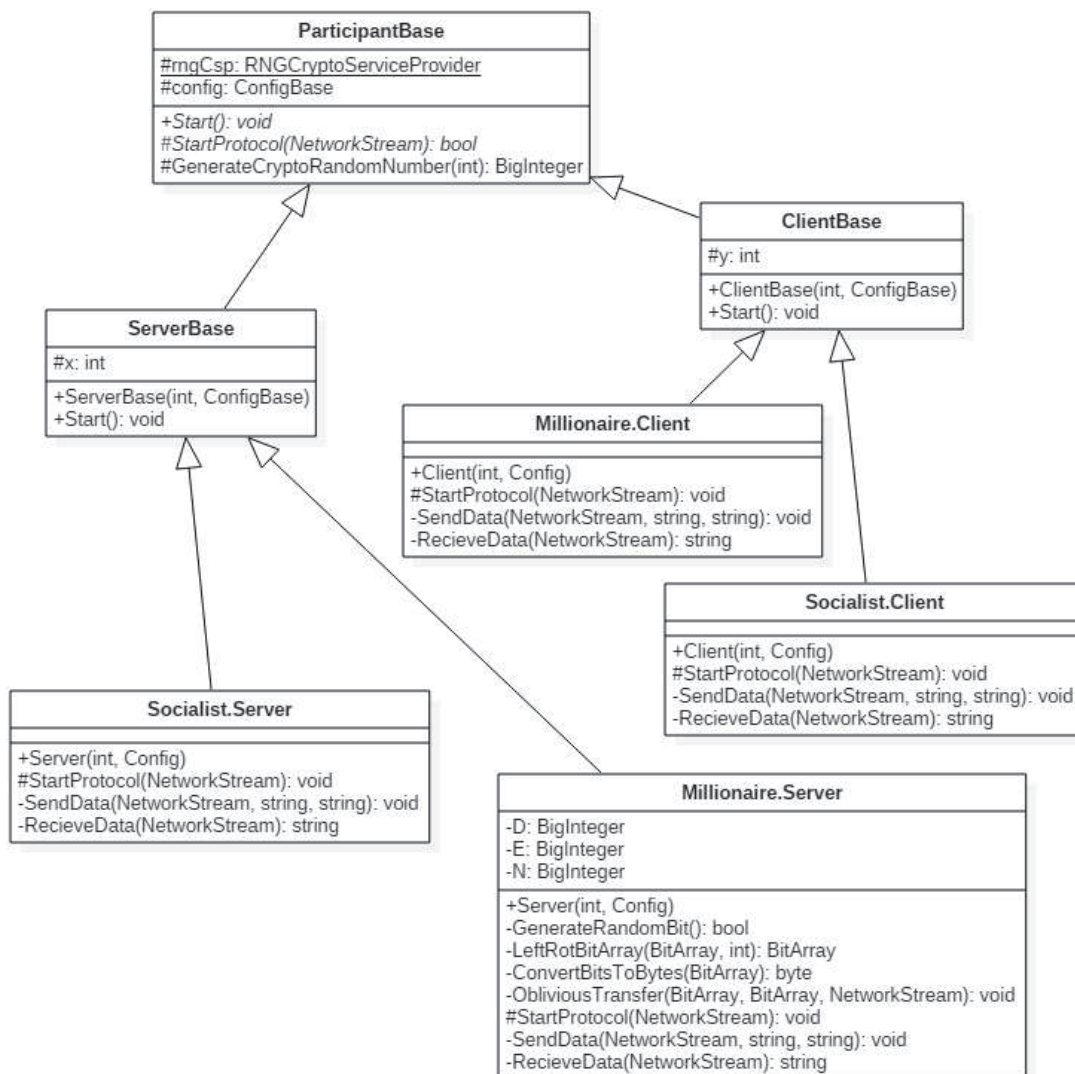 ParticipantBase
#rngCsp: RNGCryptoServiceProvider
#config: ConfigBase
+Start(): void
#StartProtocol(NetworkStream): bool
#GenerateCryptoRandomNumber(int): BigInteger
ClientBase
#y: int
+ClientBase(int, ConfigBase)
+Start(): void
ServerBase
#x: int
+ServerBase(int, ConfigBase)
+Start(): void
Millionaire.Client
+Client(int, Config)
#StartProtocol(NetworkStream): void
-SendData(NetworkStream, string, string): void
-RecieveData(NetworkStream): string
Socialist.Client
+Client(int, Config)
#StartProtocol(NetworkStream): void
-SendData(NetworkStream, string, string): void
-RecieveData(NetworkStream): string
Socialist.Server
+Server(int, Config)
#StartProtocol(NetworkStream): void
-SendData(NetworkStream, string, string): void
-RecieveData(NetworkStream): string
Millionaire.Server
-D: BigInteger
-E: BigInteger
-N: BigInteger
+Server(int, Config)
-GenerateRandomBit(): bool
-LeftRotBitArray(BitArray, int): BitArray
-ConvertBitsToBytes(BitArray): byte
-ObliviousTransfer(BitArray, BitArray, NetworkStream): void
#StartProtocol(NetworkStream): void
-SendData(NetworkStream, string, string): void
-RecieveData(NetworkStream): string